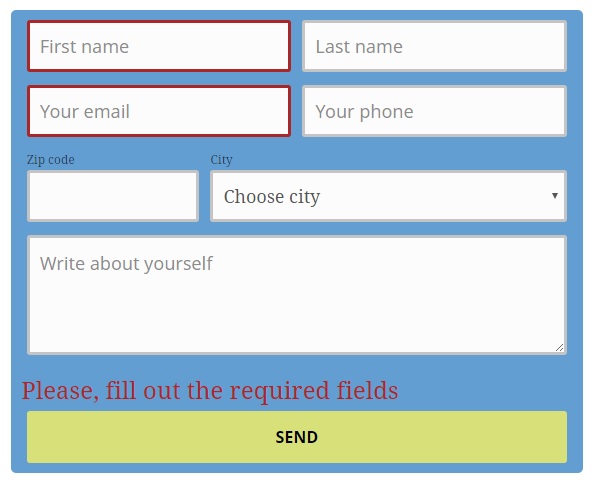 First name Last name
Your email Your phone
Zip code City
Choose city
Write about yourself
Please, fill out the required fields
SEND